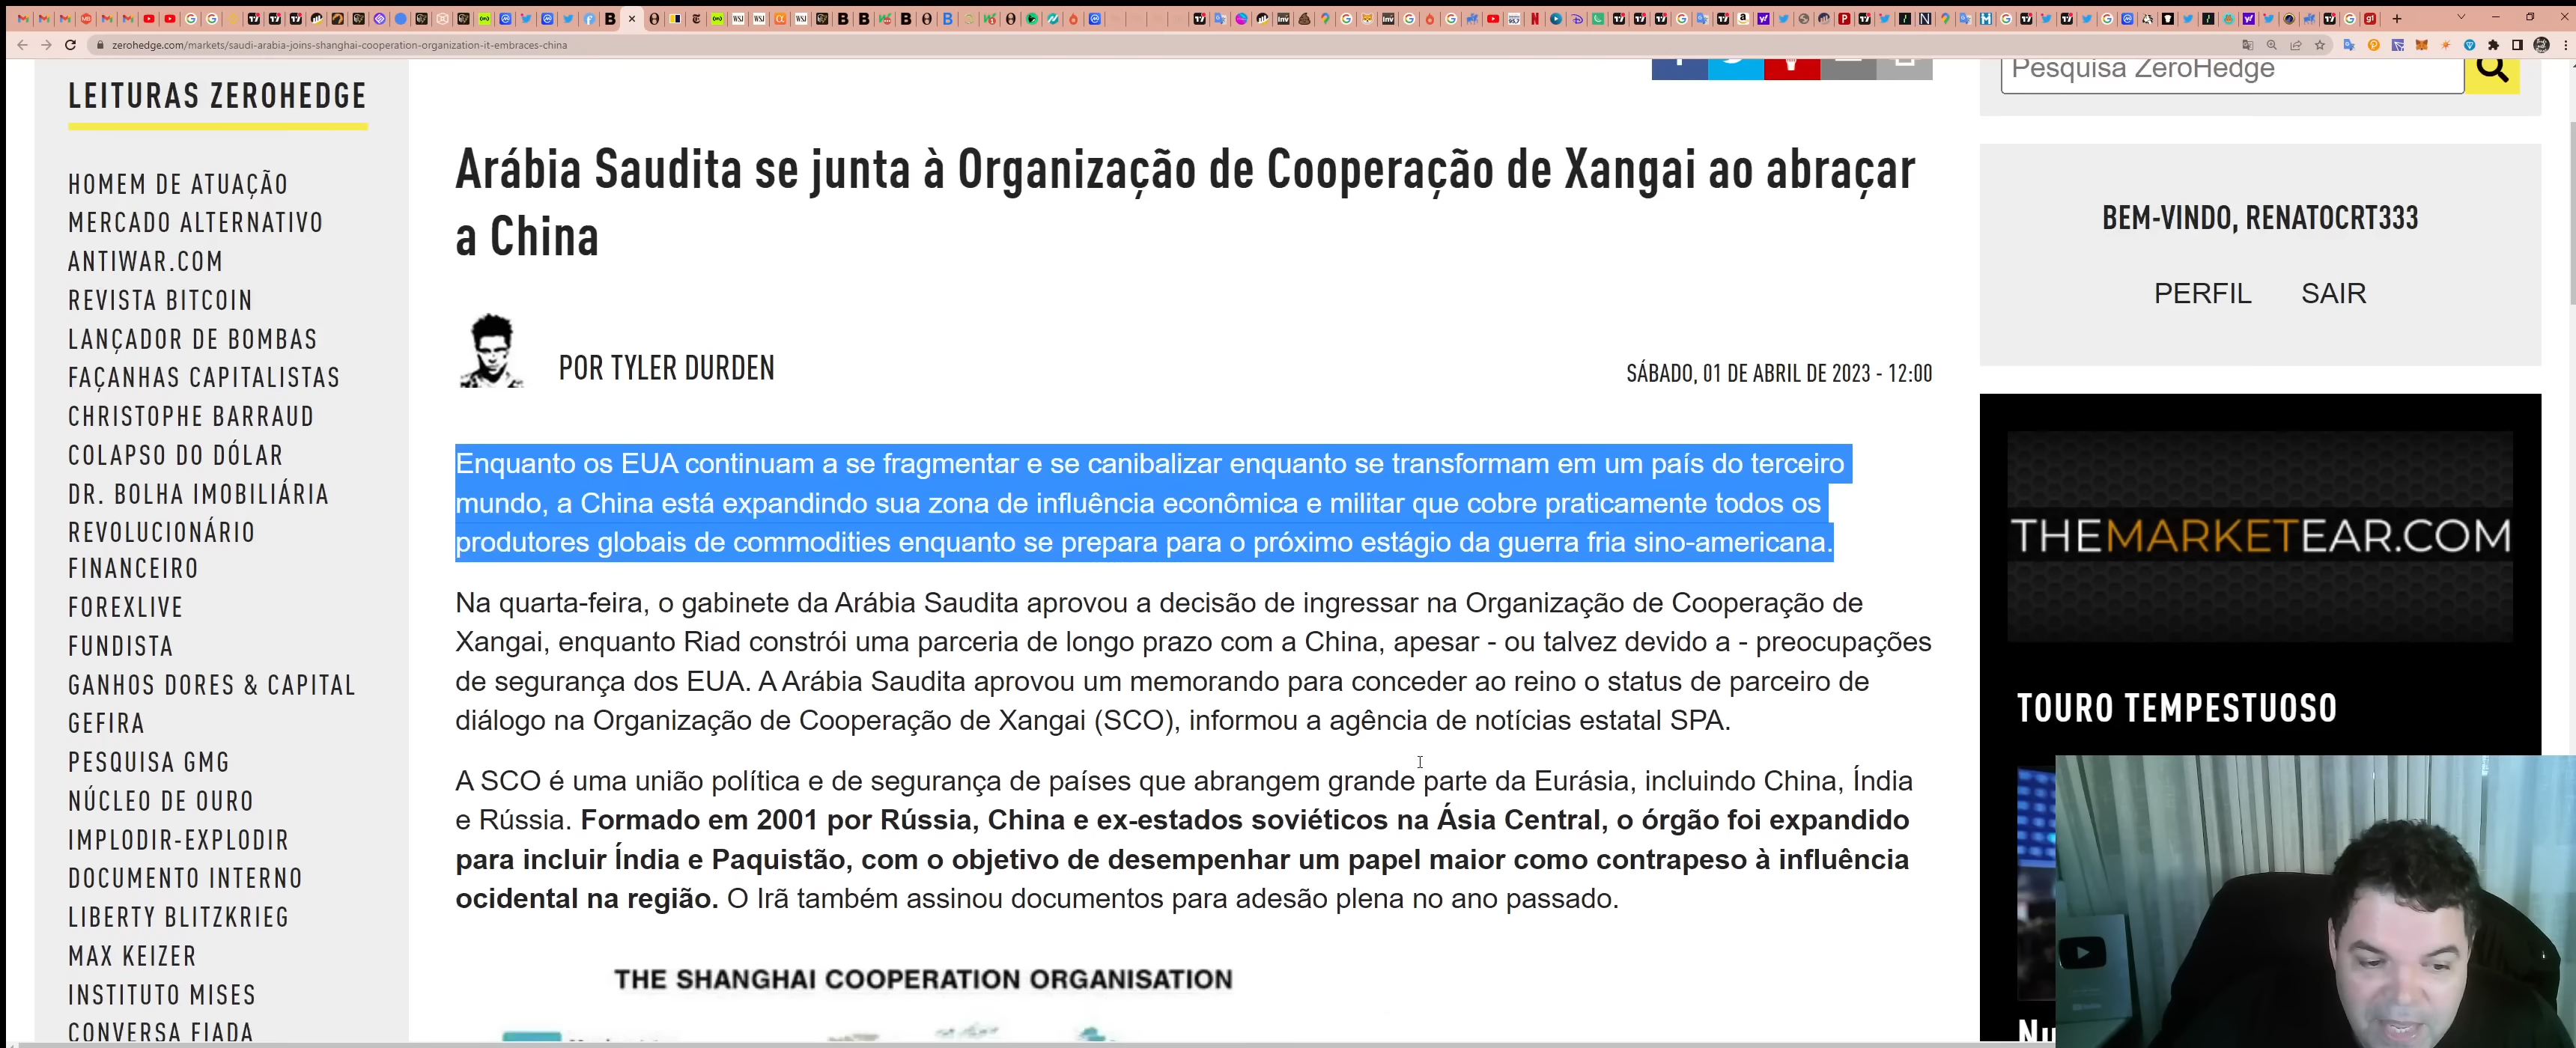 zerohedge.com/markets/saudi-arabia-joins-shanghai-cooperation-organization-it-embraces-china
LEITURAS ZEROHEDGE
HOMEM DE ATUAÇÃO
MERCADO ALTERNATIVO
ANTIWAR.COM
REVISTA BITCOIN
LANÇADOR DE BOMBAS
FAÇANHAS CAPITALISTAS
CHRISTOPHE BARRAUD
COLAPSO DO DÓLAR
DR. BOLHA IMOBILIÁRIA
REVOLUCIONÁRIO
FINANCEIRO
FOREXLIVE
FUNDISTA
GANHOS DORES & CAPITAL
GEFIRA
PESQUISA GMG
NÚCLEO DE OURO
IMPLODIR-EXPLODIR
DOCUMENTO INTERNO
LIBERTY BLITZKRIEG
MAX KEIZER
INSTITUTO MISES
CONVERSA FIADA
Arábia Saudita se junta à Organização de Cooperação de Xangai ao abraçar
a China
POR TYLER DURDEN
SÁBADO, 01 DE ABRIL DE 2023 - 12:00
Enquanto os EUA continuam a se fragmentar e se canibalizar enquanto se transformam em um país do terceiro
mundo, a China está expandindo sua zona de influência econômica e militar que cobre praticamente todos os
produtores globais de commodities enquanto se prepara para o próximo estágio da guerra fria sino-americana.
Na quarta-feira, o gabinete da Arábia Saudita aprovou a decisão de ingressar na Organização de Cooperação de
Xangai, enquanto Riad constrói uma parceria de longo prazo com a China, apesar - ou talvez devido a - preocupações
de segurança dos EUA. A Arábia Saudita aprovou um memorando para conceder ao reino o status de parceiro de
diálogo na Organização de Cooperação de Xangai (SCO), informou a agência de notícias estatal SPA.
A SCO é uma união política e de segurança de países que abrangem grande parte da Eurásia, incluindo China, Índia
e Rússia. Formado em 2001 por Rússia, China e ex-estados soviéticos na Ásia Central, o órgão foi expandido
para incluir Índia e Paquistão, com o objetivo de desempenhar um papel maior como contrapeso à influência
ocidental na região. O Irã também assinou documentos para adesão plena no ano passado.
THE SHANGHAI COOPERATION ORGANISATION
Pesquisa ZeroHedge
BEM-VINDO, RENATOCRT333
PERFIL SAIR
THEMARKETEAR.COM
TOURO TEMPESTUOSO